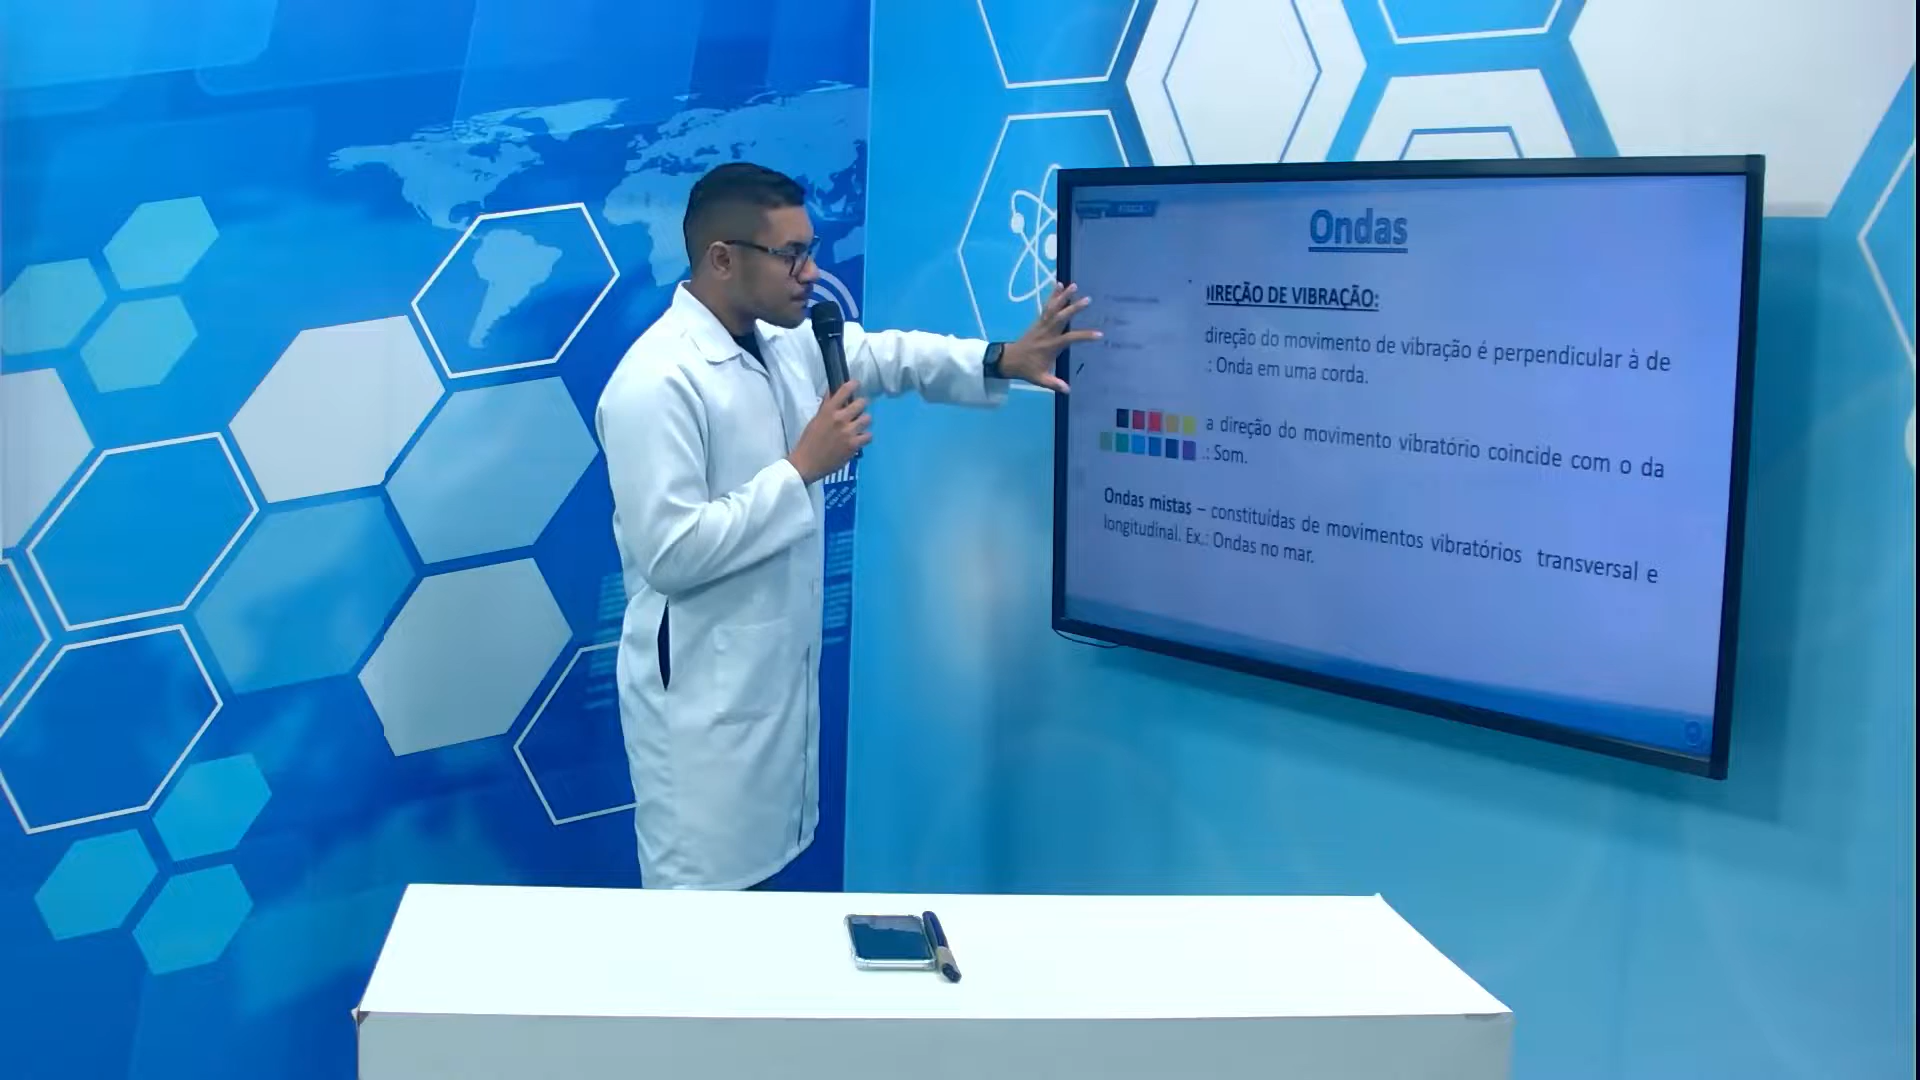 Ondas
IREÇÃO DE VIBRAÇÃO:
direção do movimento de vibração é perpendicular à de
.: Onda em uma corda.
a direção do movimento vibratório coincide com o da
.: Som.
Ondas mistas – constituídas de movimentos vibratórios transversal e
longitudinal. Ex.: Ondas no mar.